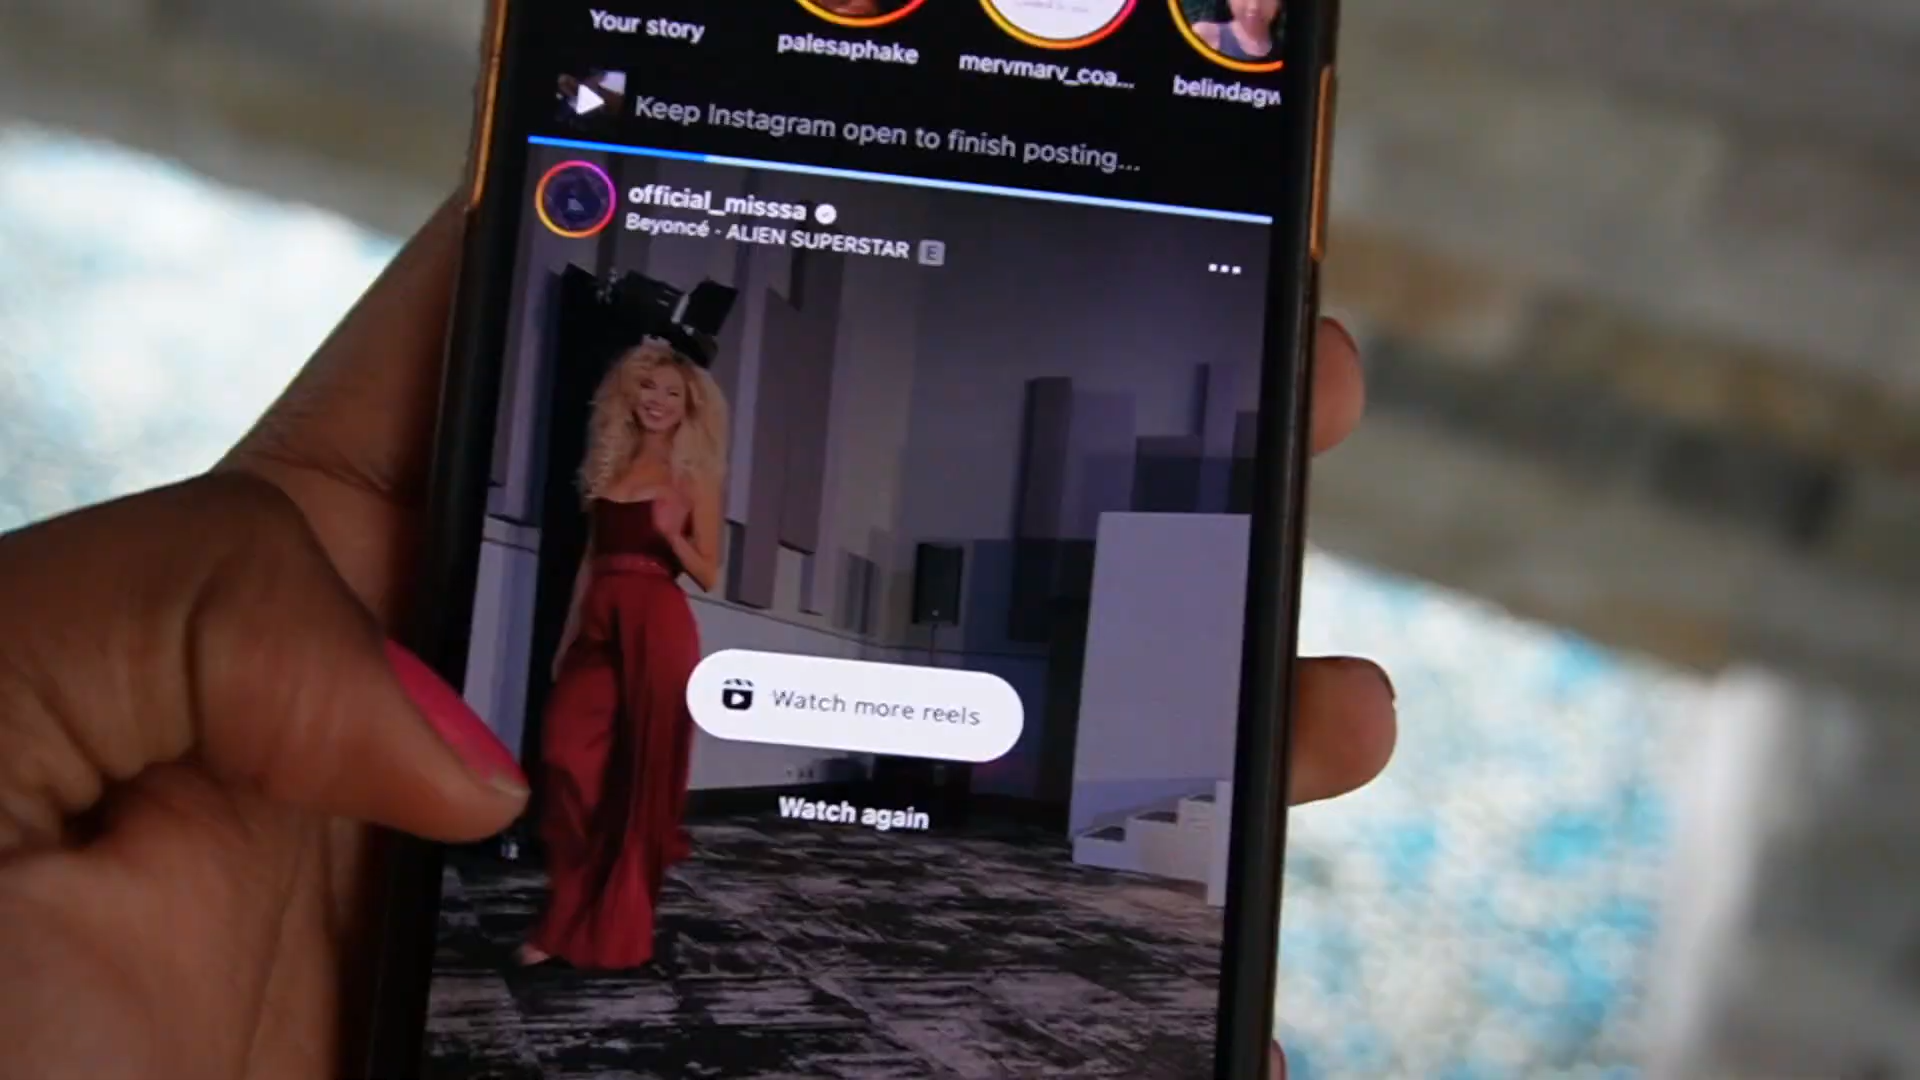 Your story
palesaphake
mervmarv_coa...
belindagw
Keep Instagram open to finish posting...
official_misssa
Beyoncé · ALIEN SUPERSTAR E
Watch more reels
Watch again